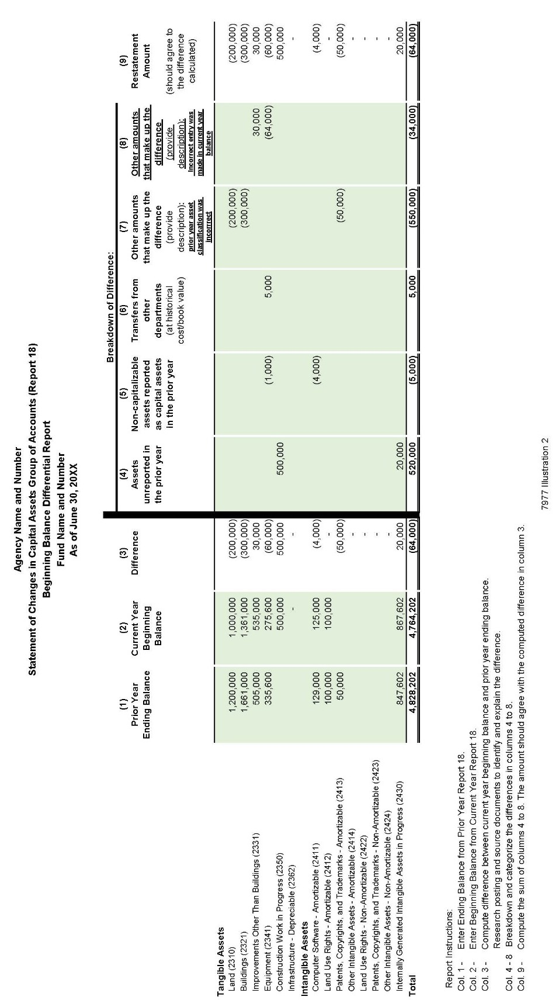 Agency Name and Number
Statement of Changes in Capital Assets Group of Accounts (Report 18)
Beginning Balance Differential Report
Fund Name and Number
As of June 30, 20XX
Breakdown of Difference:
(1) (2) (3) (4) (5) (6) (7) (8) (9)
Prior Year Current Year Difference Assets Non-capitalizable Transfers from Other amounts Other amounts Restatement
Ending Balance Beginning unreported in assets reported other that make up the that make up the Amount
Balance the prior year as capital assets departments difference difference (should agree to
in the prior year (at historical (provide (provide the difference
cost/book value) description): description): calculated)
prior year asset Incorrect entry was
classification was made in current year
incorrrect balance
Tangible Assets
Land (2310) 1,200,000 1,000,000 (200,000) (200,000) (200,000)
Buildings (2321) 1,661,000 1,361,000 (300,000) (300,000) (300,000)
Improvements Other Than Buildings (2331) 505,000 535,000 30,000 30,000 30,000
Equipment (2341) 335,600 275,600 (60,000) (1,000) 5,000 (64,000) (60,000)
Construction Work in Progress (2350) 500,000 500,000 500,000 500,000
Infrastructure - Depreciable (2362) - - -
Intangible Assets
Computer Software - Amortizable (2411) 129,000 125,000 (4,000) (4,000) (4,000)
Land Use Rights - Amortizable (2412) 100,000 100,000 - -
Patents, Copyrights, and Trademarks - Amortizable (2413) 50,000 (50,000) (50,000) (50,000)
Other Intangible Assets - Amortizable (2414) - -
Land Use Rights - Non-Amortizable (2422) - -
Patents, Copyrights, and Trademarks - Non-Amortizable (2423) - -
Other Intangible Assets - Non-Amortizable (2424) - -
Internally Generated Intangible Assets in Progress (2430) 847,602 867,602 20,000 20,000 20,000
Total 4,828,202 4,764,202 (64,000) 520,000 (5,000) 5,000 (550,000) (34,000) (64,000)
Report Instructions:
Col. 1 - Enter Ending Balance from Prior Year Report 18.
Col. 2 - Enter Beginning Balance from Current Year Report 18.
Col. 3 - Compute difference between current year beginning balance and prior year ending balance.
Research posting and source documents to identify and explain the difference.
Col. 4 - 8 Breakdown and categorize the differences in columns 4 to 8.
Col. 9 - Compute the sum of columns 4 to 8. The amount should agree with the computed difference in column 3.
7977 Illustration 2